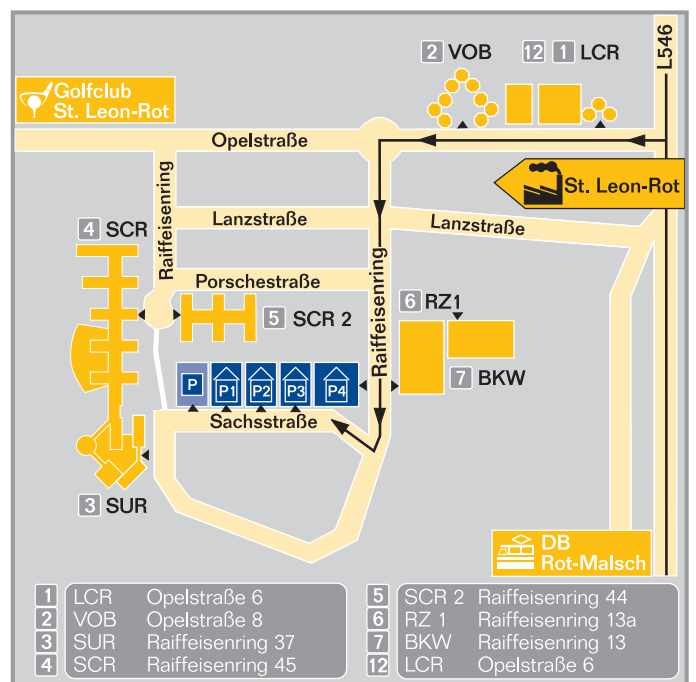 2 VOB
12 1 LCR
L546
Golfclub
St. Leon-Rot
Opelstraße
St. Leon-Rot
Raiffeisenring
Lanzstraße
Lanzstraße
4 SCR
Porschestraße
Raiffeisenring
6 RZ1
5 SCR 2
7 BKW
P
P1
P2
P3
P4
Sachsstraße
3 SUR
DB
Rot-Malsch
1 LCR Opelstraße 6
2 VOB Opelstraße 8
3 SUR Raiffeisenring 37
4 SCR Raiffeisenring 45
5 SCR 2 Raiffeisenring 44
6 RZ 1 Raiffeisenring 13a
7 BKW Raiffeisenring 13
12 LCR Opelstraße 6